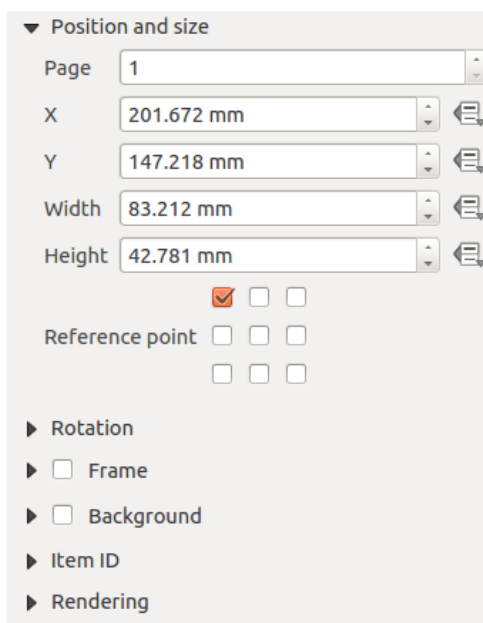 Position and size
Page 1
X 201.672 mm
Y 147.218 mm
Width 83.212 mm
Height 42.781 mm
Reference point
Rotation
Frame
Background
Item ID
Rendering